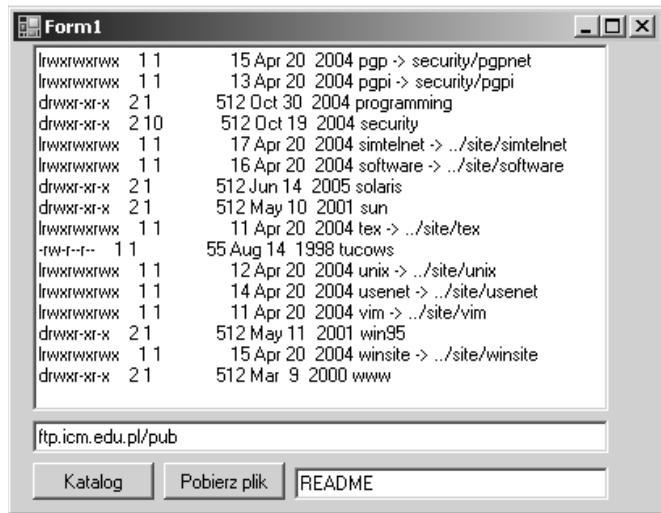 Form1
lrwxrwxrwx 1 1 15 Apr 20 2004 pgp -> security/pgpnet
lrwxrwxrwx 1 1 13 Apr 20 2004 pgpi -> security/pgpi
drwxr-xr-x 2 1 512 Oct 30 2004 programming
drwxr-xr-x 2 10 512 Oct 19 2004 security
lrwxrwxrwx 1 1 17 Apr 20 2004 simtelnet -> ../site/simtelnet
lrwxrwxrwx 1 1 16 Apr 20 2004 software -> ../site/software
drwxr-xr-x 2 1 512 Jun 14 2005 solaris
drwxr-xr-x 2 1 512 May 10 2001 sun
lrwxrwxrwx 1 1 11 Apr 20 2004 tex -> ../site/tex
-rw-r--r-- 1 1 55 Aug 14 1998 tucows
lrwxrwxrwx 1 1 12 Apr 20 2004 unix -> ../site/unix
lrwxrwxrwx 1 1 14 Apr 20 2004 usenet -> ../site/usenet
lrwxrwxrwx 1 1 11 Apr 20 2004 vim -> ../site/vim
drwxr-xr-x 2 1 512 May 11 2001 win95
lrwxrwxrwx 1 1 15 Apr 20 2004 winsite -> ../site/winsite
drwxr-xr-x 2 1 512 Mar 9 2000 www
ftp.icm.edu.pl/pub
Katalog Pobierz plik README